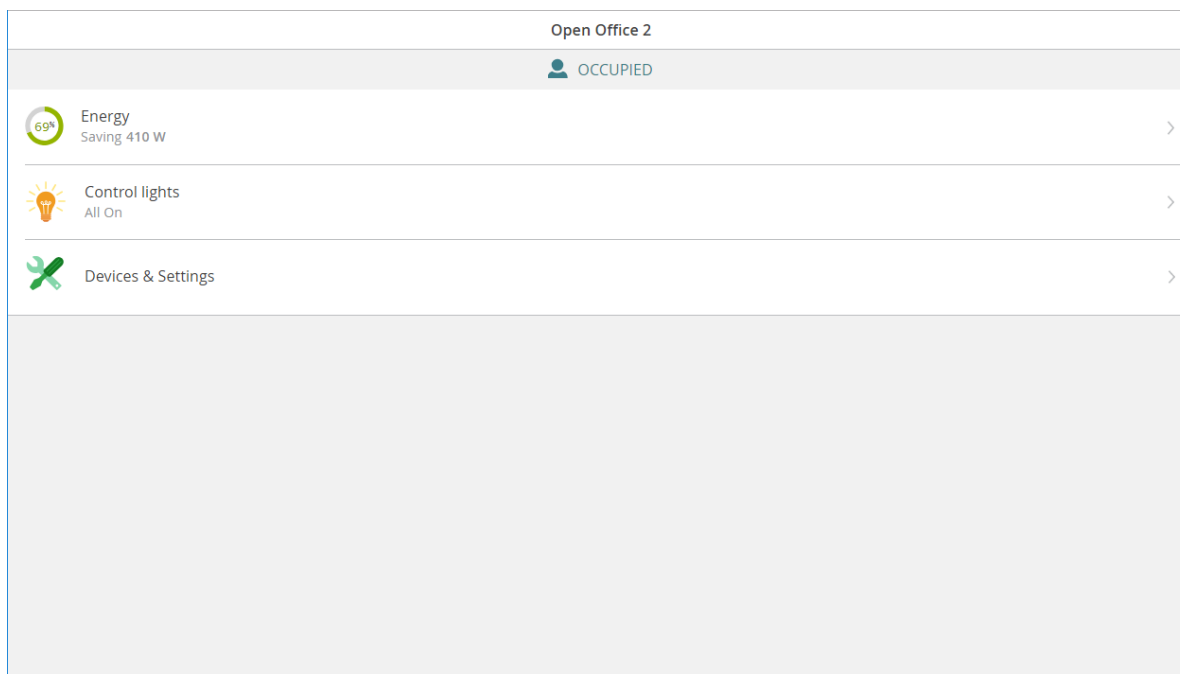 Open Office 2
OCCUPIED
69%
Energy
Saving 410 W
Control lights
All On
Devices & Settings